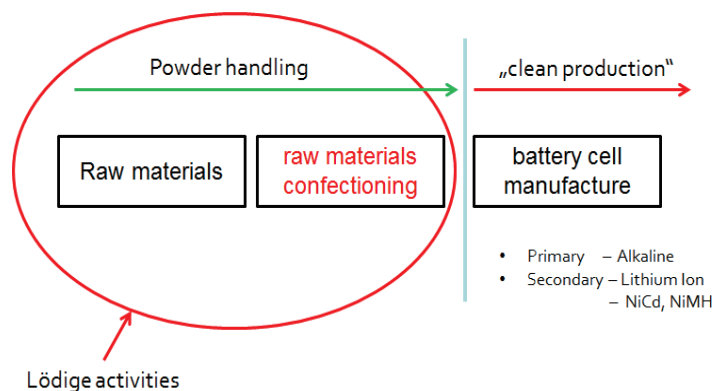 Powder handling
„clean production“
Raw materials
raw materials
confectioning
battery cell
manufacture
• Primary – Alkaline
• Secondary – Lithium Ion
– NiCd, NiMH
Lödige activities